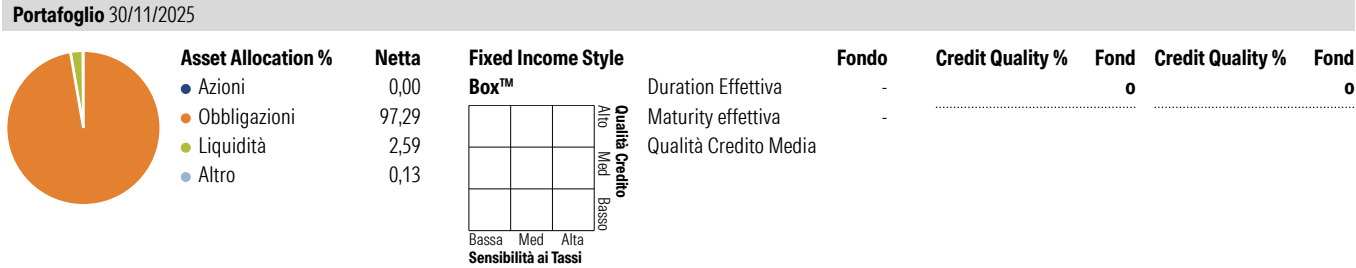 Portafoglio 30/11/2025
Asset Allocation % Netta
Azioni 0,00
Obbligazioni 97,29
Liquidità 2,59
Altro 0,13
Fixed Income Style
Box™
Alto Med Basso
Qualità Credito
Bassa Med Alta
Sensibilità ai Tassi
Fondo
Duration Effettiva -
Maturity effettiva -
Qualità Credito Media
Credit Quality % Fond
o
Credit Quality % Fond
o